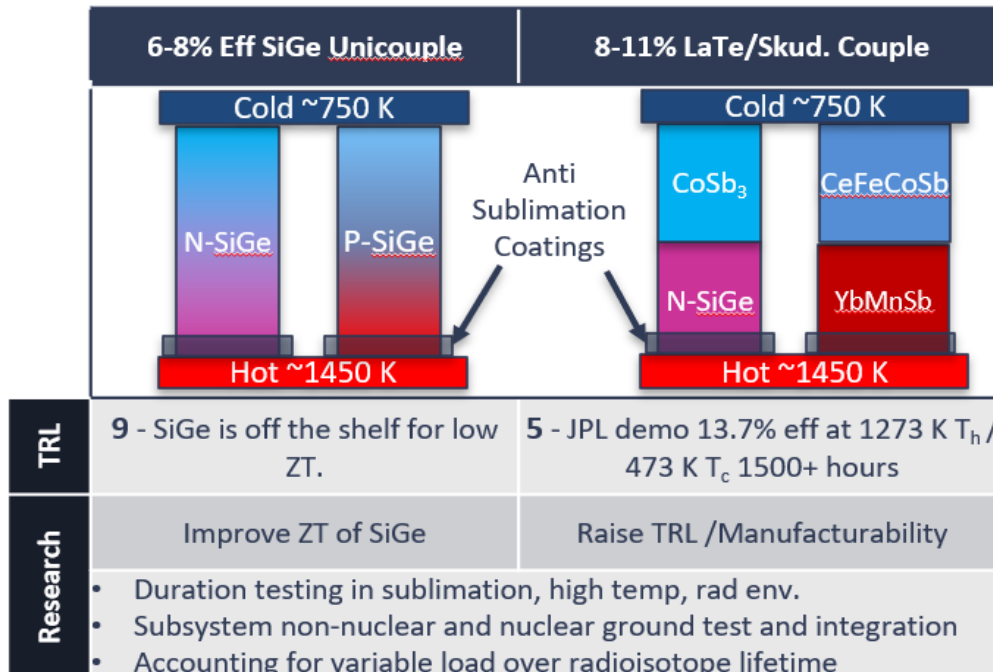 6-8% Eff SiGe Unicouple
8-11% LaTe/Skud. Couple
Cold ~750 K
N-SiGe
P-SiGe
Hot ~1450 K
Anti
Sublimation
Coatings
Cold ~750 K
CoSb₃
CeFeCoSb
N-SiGe
YbMnSb
Hot ~1450 K
TRL
9 - SiGe is off the shelf for low
ZT.
5 - JPL demo 13.7% eff at 1273 K Tₕ /
473 K T_c 1500+ hours
Research
Improve ZT of SiGe
Raise TRL /Manufacturability
• Duration testing in sublimation, high temp, rad env.
• Subsystem non-nuclear and nuclear ground test and integration
• Accounting for variable load over radioisotope lifetime